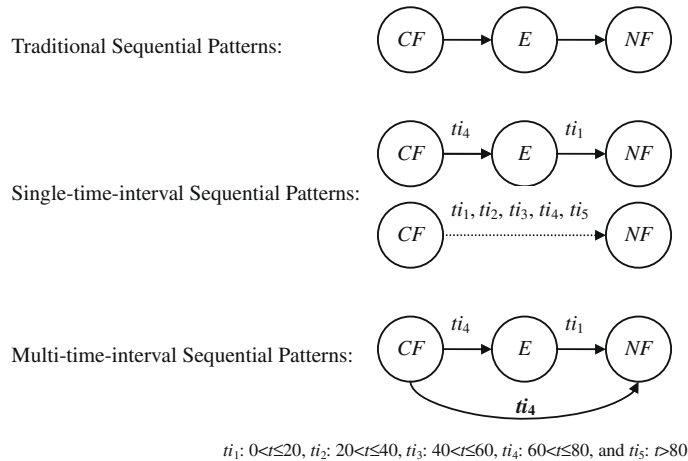 Traditional Sequential Patterns:
CF E NF
ti₄ ti₁
CF E NF
Single-time-interval Sequential Patterns:
ti₁, ti₂, ti₃, ti₄, ti₅
CF NF
ti₄ ti₁
Multi-time-interval Sequential Patterns:
CF E NF
ti₄
ti₁: 0<t≤20, ti₂: 20<t≤40, ti₃: 40<t≤60, ti₄: 60<t≤80, and ti₅: t>80